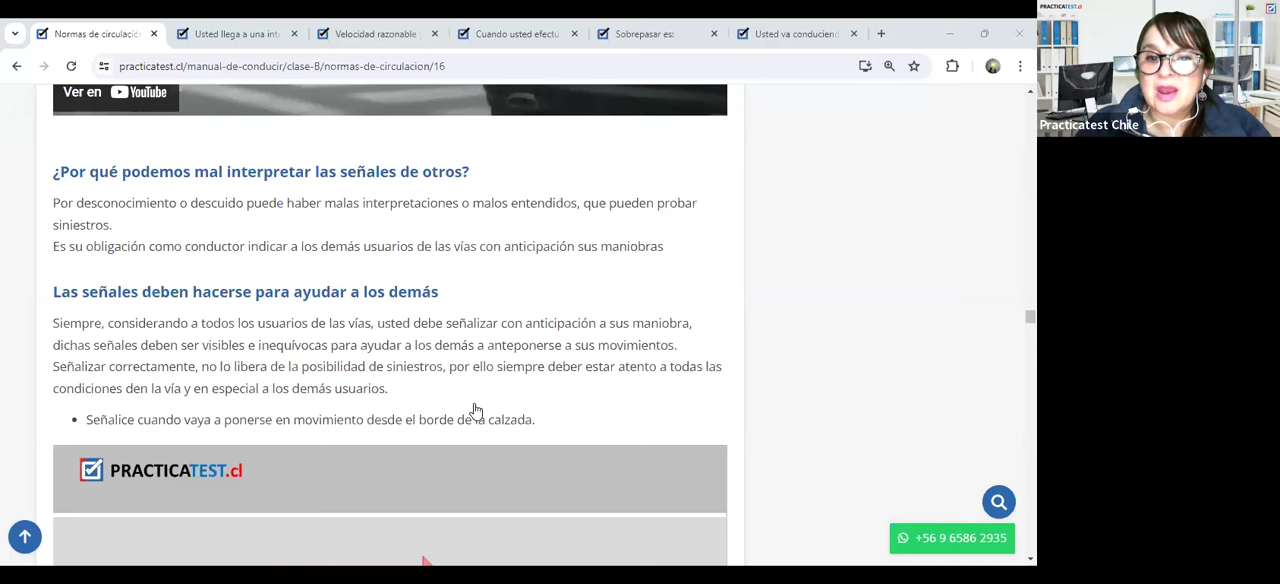 Normas de circulació
Usted llega a una int
Velocidad razonable
Cuando usted efectú
Sobrepasar es:
Usted va conduciend
practicatest.cl/manual-de-conducir/clase-B/normas-de-circulacion/16
PRACTICATEST.cl
Practicatest Chile
Ver en YouTube
¿Por qué podemos mal interpretar las señales de otros?
Por desconocimiento o descuido puede haber malas interpretaciones o malos entendidos, que pueden probar
siniestros.
Es su obligación como conductor indicar a los demás usuarios de las vías con anticipación sus maniobras
Las señales deben hacerse para ayudar a los demás
Siempre, considerando a todos los usuarios de las vías, usted debe señalizar con anticipación a sus maniobra,
dichas señales deben ser visibles e inequívocas para ayudar a los demás a anteponerse a sus movimientos.
Señalizar correctamente, no lo libera de la posibilidad de siniestros, por ello siempre deber estar atento a todas las
condiciones den la vía y en especial a los demás usuarios.
• Señalice cuando vaya a ponerse en movimiento desde el borde de la calzada.
PRACTICATEST.cl
+56 9 6586 2935